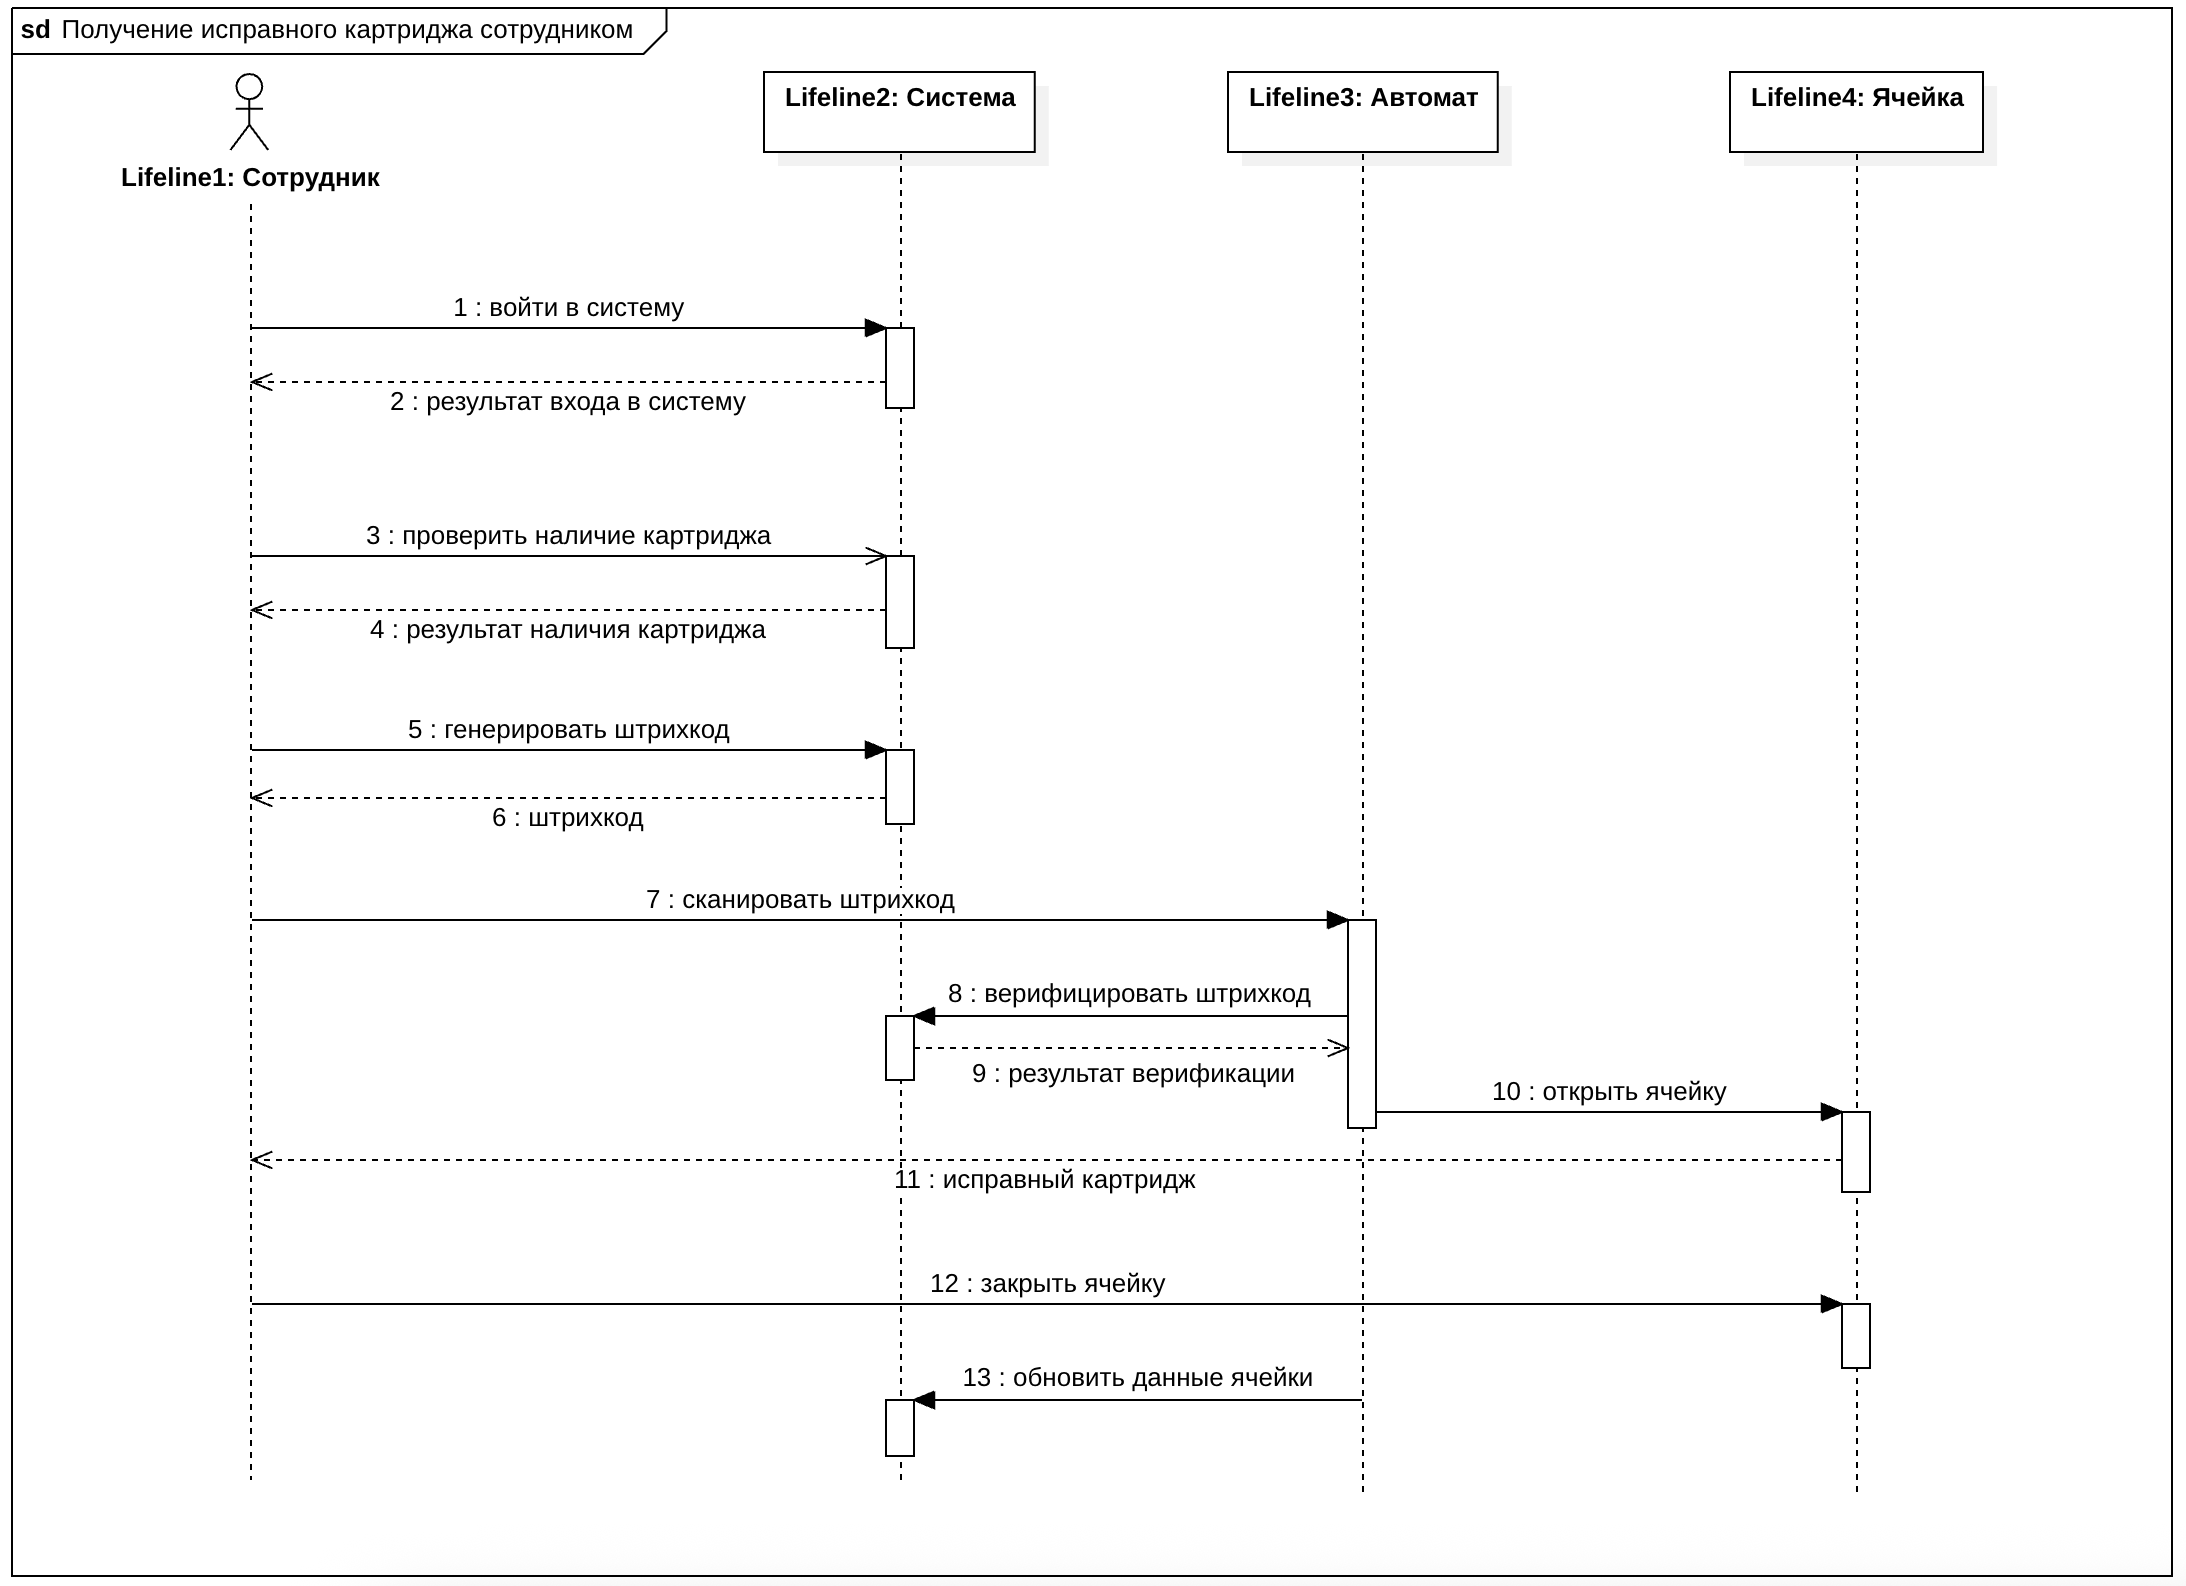 sd Получение исправного картриджа сотрудником
Lifeline1: Сотрудник
Lifeline2: Система
Lifeline3: Автомат
Lifeline4: Ячейка
1 : войти в систему
2 : результат входа в систему
3 : проверить наличие картриджа
4 : результат наличия картриджа
5 : генерировать штрихкод
6 : штрихкод
7 : сканировать штрихкод
8 : верифицировать штрихкод
9 : результат верификации
10 : открыть ячейку
11 : исправный картридж
12 : закрыть ячейку
13 : обновить данные ячейки